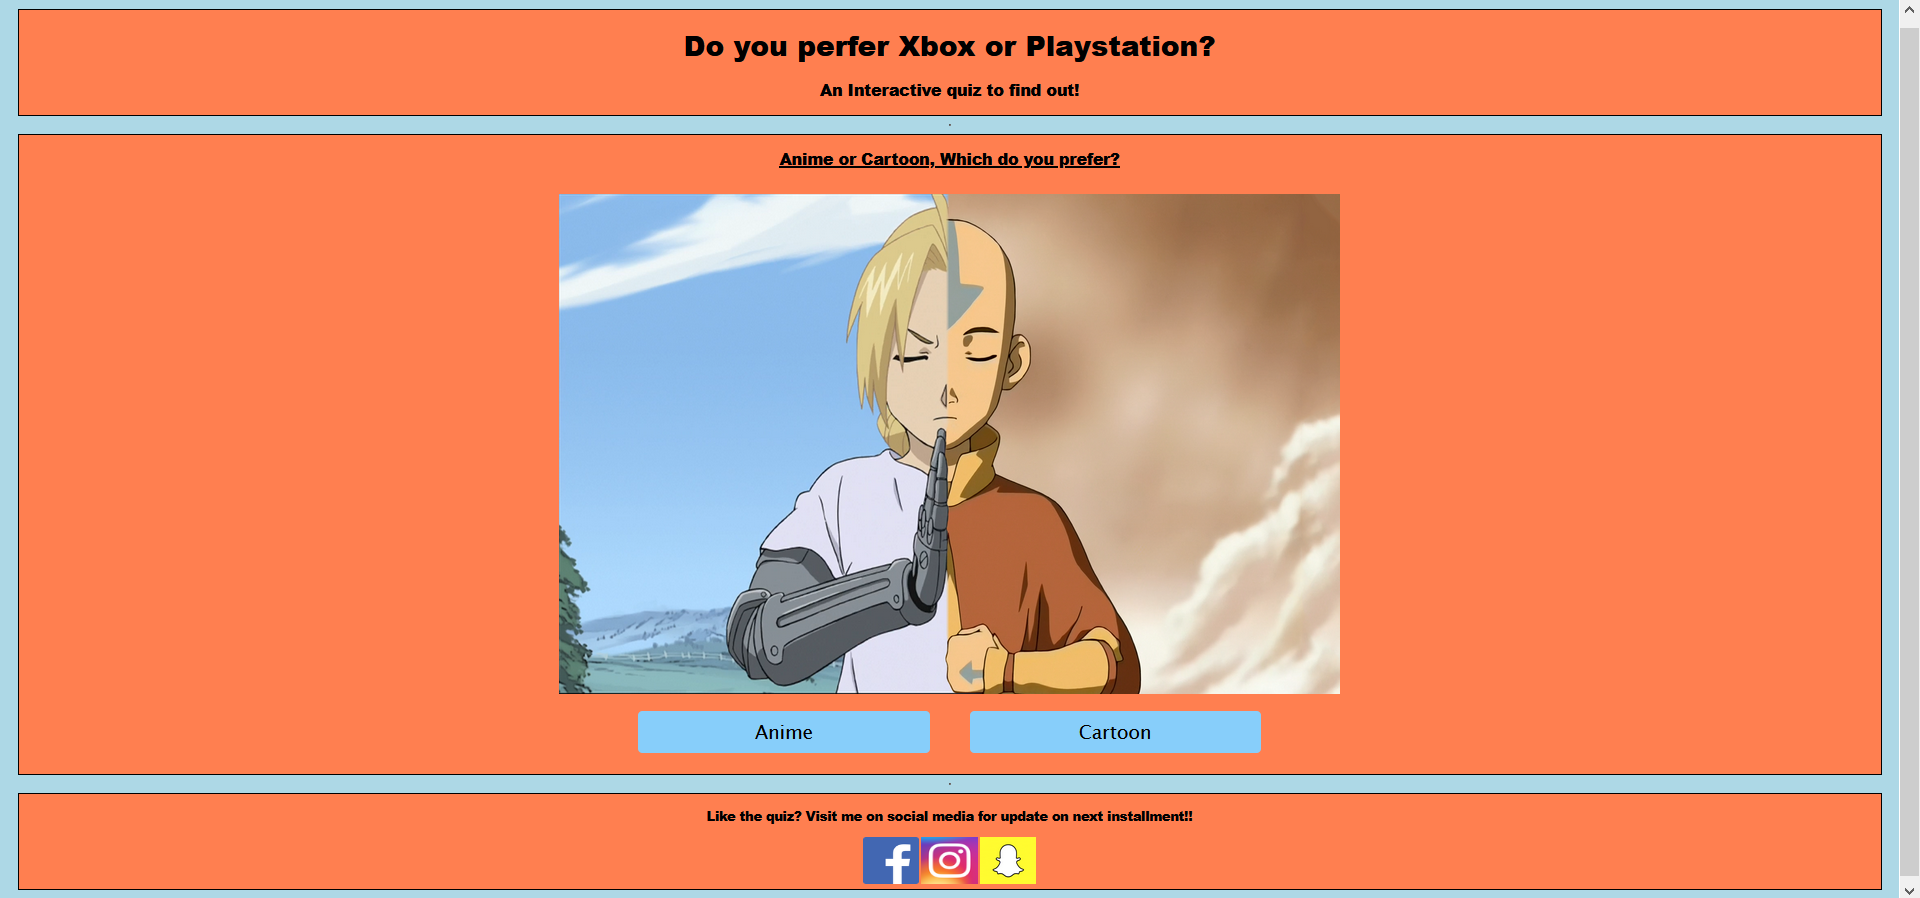 Do you perfer Xbox or Playstation?
An Interactive quiz to find out!
.
Anime or Cartoon, Which do you prefer?
Anime
Cartoon
.
Like the quiz? Visit me on social media for update on next installment!!